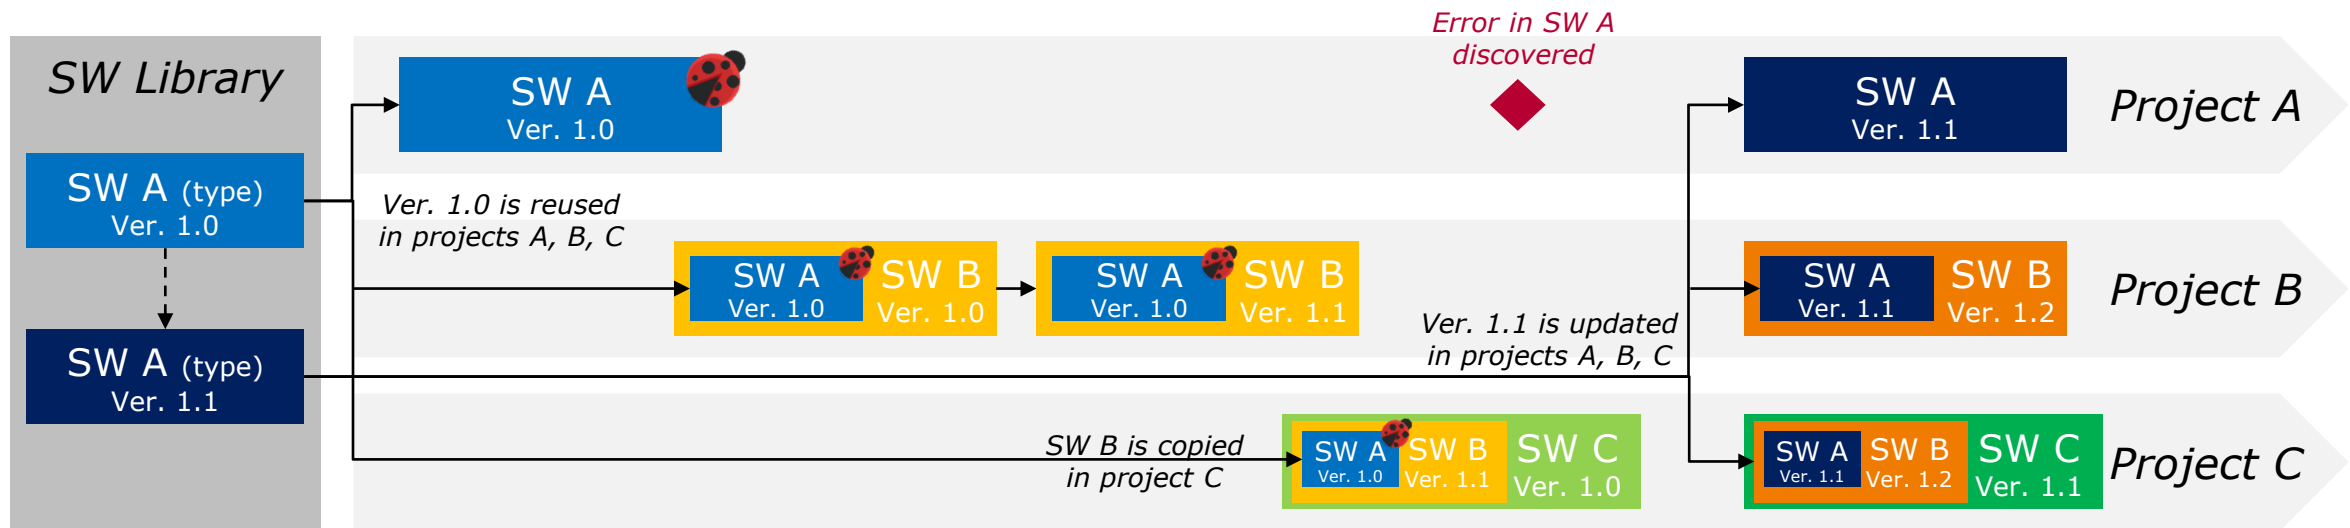 SW Library
SW A (type)
Ver. 1.0
SW A (type)
Ver. 1.1
SW A
Ver. 1.0
Error in SW A
discovered
SW A
Ver. 1.1
Project A
Ver. 1.0 is reused
in projects A, B, C
SW A
Ver. 1.0
SW B
Ver. 1.0
SW A
Ver. 1.0
SW B
Ver. 1.1
Ver. 1.1 is updated
in projects A, B, C
SW A
Ver. 1.1
SW B
Ver. 1.2
Project B
SW B is copied
in project C
SW A
Ver. 1.0
SW B
Ver. 1.1
SW C
Ver. 1.0
SW A
Ver. 1.1
SW B
Ver. 1.2
SW C
Ver. 1.1
Project C